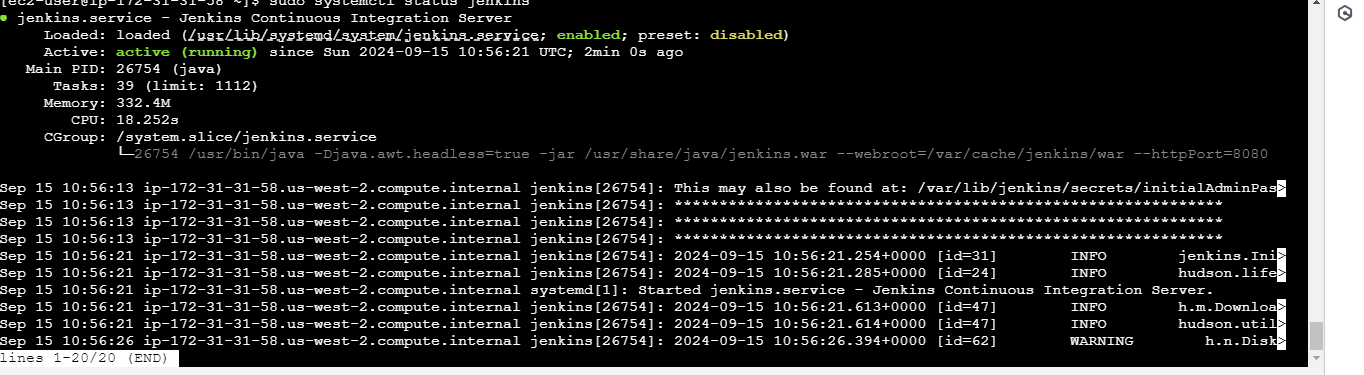 [ec2-user@ip-172-31-31-58 ~]$ sudo systemctl status jenkins
● jenkins.service - Jenkins Continuous Integration Server
Loaded: loaded (/usr/lib/systemd/system/jenkins.service; enabled; preset: disabled)
Active: active (running) since Sun 2024-09-15 10:56:21 UTC; 2min 0s ago
Main PID: 26754 (java)
Tasks: 39 (limit: 1112)
Memory: 332.4M
CPU: 18.252s
CGroup: /system.slice/jenkins.service
└─26754 /usr/bin/java -Djava.awt.headless=true -jar /usr/share/java/jenkins.war --webroot=/var/cache/jenkins/war --httpPort=8080
Sep 15 10:56:13 ip-172-31-31-58.us-west-2.compute.internal jenkins[26754]: This may also be found at: /var/lib/jenkins/secrets/initialAdminPas>
Sep 15 10:56:13 ip-172-31-31-58.us-west-2.compute.internal jenkins[26754]: *************************************************************
Sep 15 10:56:13 ip-172-31-31-58.us-west-2.compute.internal jenkins[26754]: *************************************************************
Sep 15 10:56:13 ip-172-31-31-58.us-west-2.compute.internal jenkins[26754]: *************************************************************
Sep 15 10:56:21 ip-172-31-31-58.us-west-2.compute.internal jenkins[26754]: 2024-09-15 10:56:21.254+0000 [id=31] INFO jenkins.Ini>
Sep 15 10:56:21 ip-172-31-31-58.us-west-2.compute.internal jenkins[26754]: 2024-09-15 10:56:21.285+0000 [id=24] INFO hudson.life>
Sep 15 10:56:21 ip-172-31-31-58.us-west-2.compute.internal systemd[1]: Started jenkins.service - Jenkins Continuous Integration Server.
Sep 15 10:56:21 ip-172-31-31-58.us-west-2.compute.internal jenkins[26754]: 2024-09-15 10:56:21.613+0000 [id=47] INFO h.m.Downloa>
Sep 15 10:56:21 ip-172-31-31-58.us-west-2.compute.internal jenkins[26754]: 2024-09-15 10:56:21.614+0000 [id=47] INFO hudson.util>
Sep 15 10:56:26 ip-172-31-31-58.us-west-2.compute.internal jenkins[26754]: 2024-09-15 10:56:26.394+0000 [id=62] WARNING h.n.Disk>
lines 1-20/20 (END)